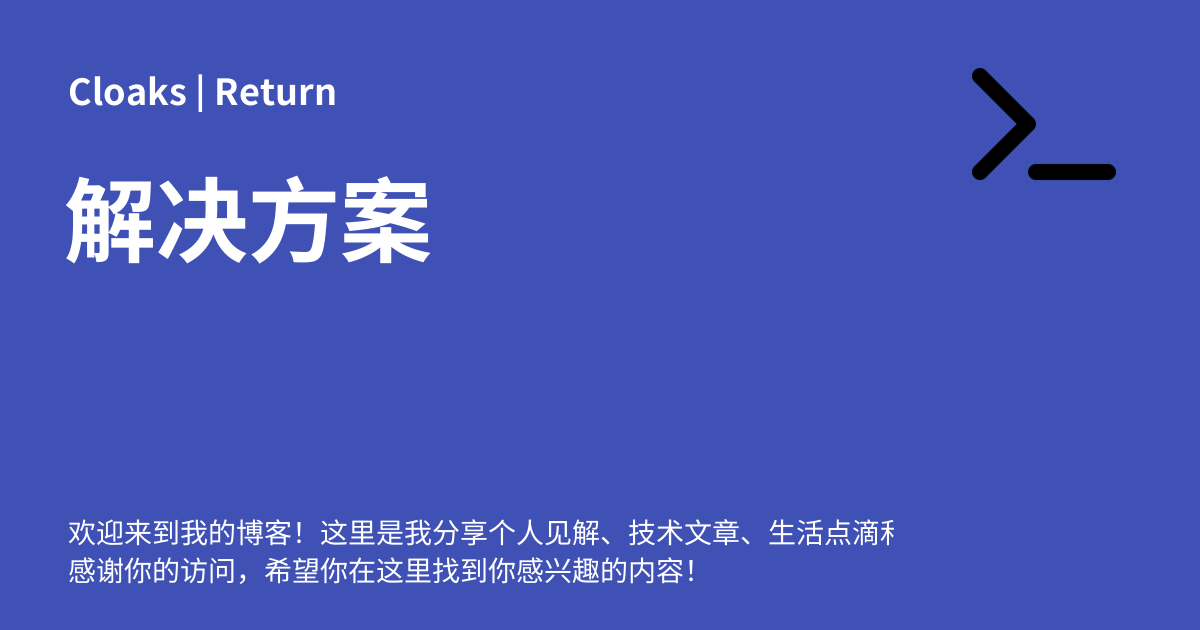 Cloaks | Return
解决方案
欢迎来到我的博客！这里是我分享个人见解、技术文章、生活点滴
感谢你的访问，希望你在这里找到你感兴趣的内容！